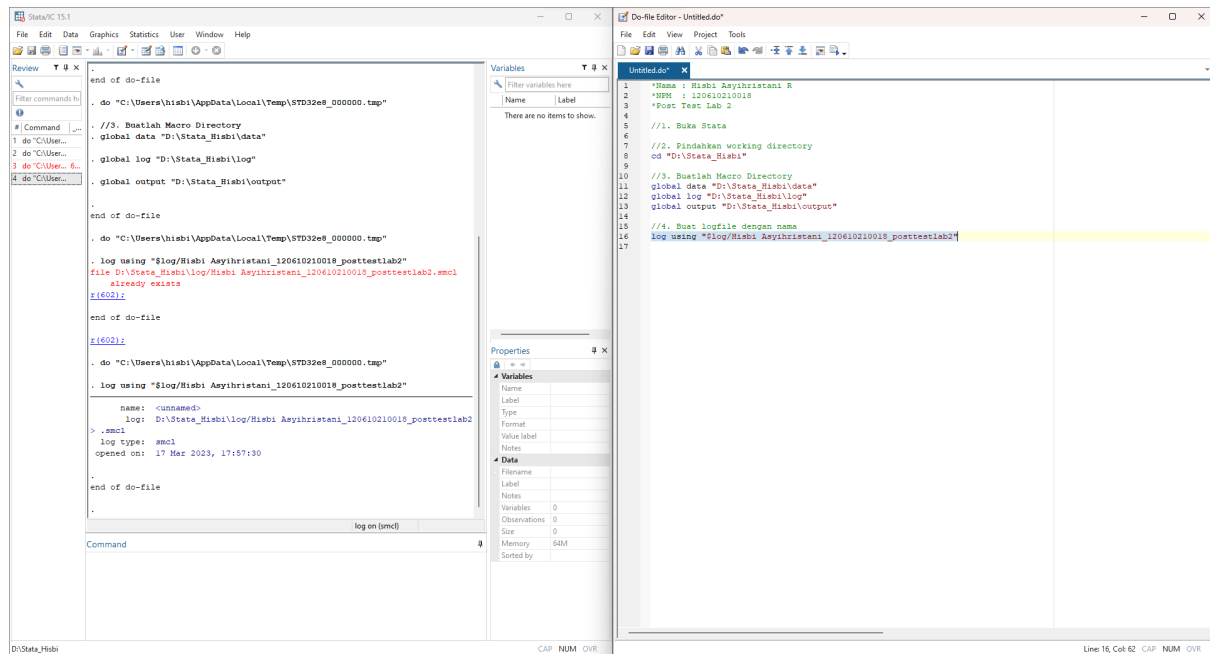 Stata/IC 15.1
File Edit Data Graphics Statistics User Window Help
Review
Filter commands h
# Command
1 do "C:\User...
2 do "C:\User...
3 do "C:\User... 6...
4 do "C:\User...
.
end of do-file
. do "C:\Users\hisbi\AppData\Local\Temp\STD32e8_000000.tmp"
. //3. Buatlah Macro Directory
. global data "D:\Stata_Hisbi\data"
. global log "D:\Stata_Hisbi\log"
. global output "D:\Stata_Hisbi\output"
.
end of do-file
. do "C:\Users\hisbi\AppData\Local\Temp\STD32e8_000000.tmp"
. log using "$log/Hisbi Asyihristani_120610210018_posttestlab2"
file D:\Stata_Hisbi\log/Hisbi Asyihristani_120610210018_posttestlab2.smcl
already exists
r(602);
end of do-file
r(602);
. do "C:\Users\hisbi\AppData\Local\Temp\STD32e8_000000.tmp"
. log using "$log/Hisbi Asyihristani_120610210018_posttestlab2"
name: <unnamed>
log: D:\Stata_Hisbi\log/Hisbi Asyihristani_120610210018_posttestlab2
> .smcl
log type: smcl
opened on: 17 Mar 2023, 17:57:30
.
end of do-file
.
log on (smcl)
Command
Variables
Filter variables here
Name Label
There are no items to show.
Properties
Variables
Name
Label
Type
Format
Value label
Notes
Data
Filename
Label
Notes
Variables 0
Observations 0
Size 0
Memory 64M
Sorted by
D:\Stata_Hisbi
CAP NUM OVR
Do-file Editor - Untitled.do*
File Edit View Project Tools
Untitled.do*
1 *Nama : Hisbi Asyihristani R
2 *NPM : 120610210018
3 *Post Test Lab 2
4
5 //1. Buka Stata
6
7 //2. Pindahkan working directory
8 cd "D:\Stata_Hisbi"
9
10 //3. Buatlah Macro Directory
11 global data "D:\Stata_Hisbi\data"
12 global log "D:\Stata_Hisbi\log"
13 global output "D:\Stata_Hisbi\output"
14
15 //4. Buat logfile dengan nama
16 log using "$log/Hisbi Asyihristani_120610210018_posttestlab2"
17
Line: 16, Col: 62 CAP NUM OVR